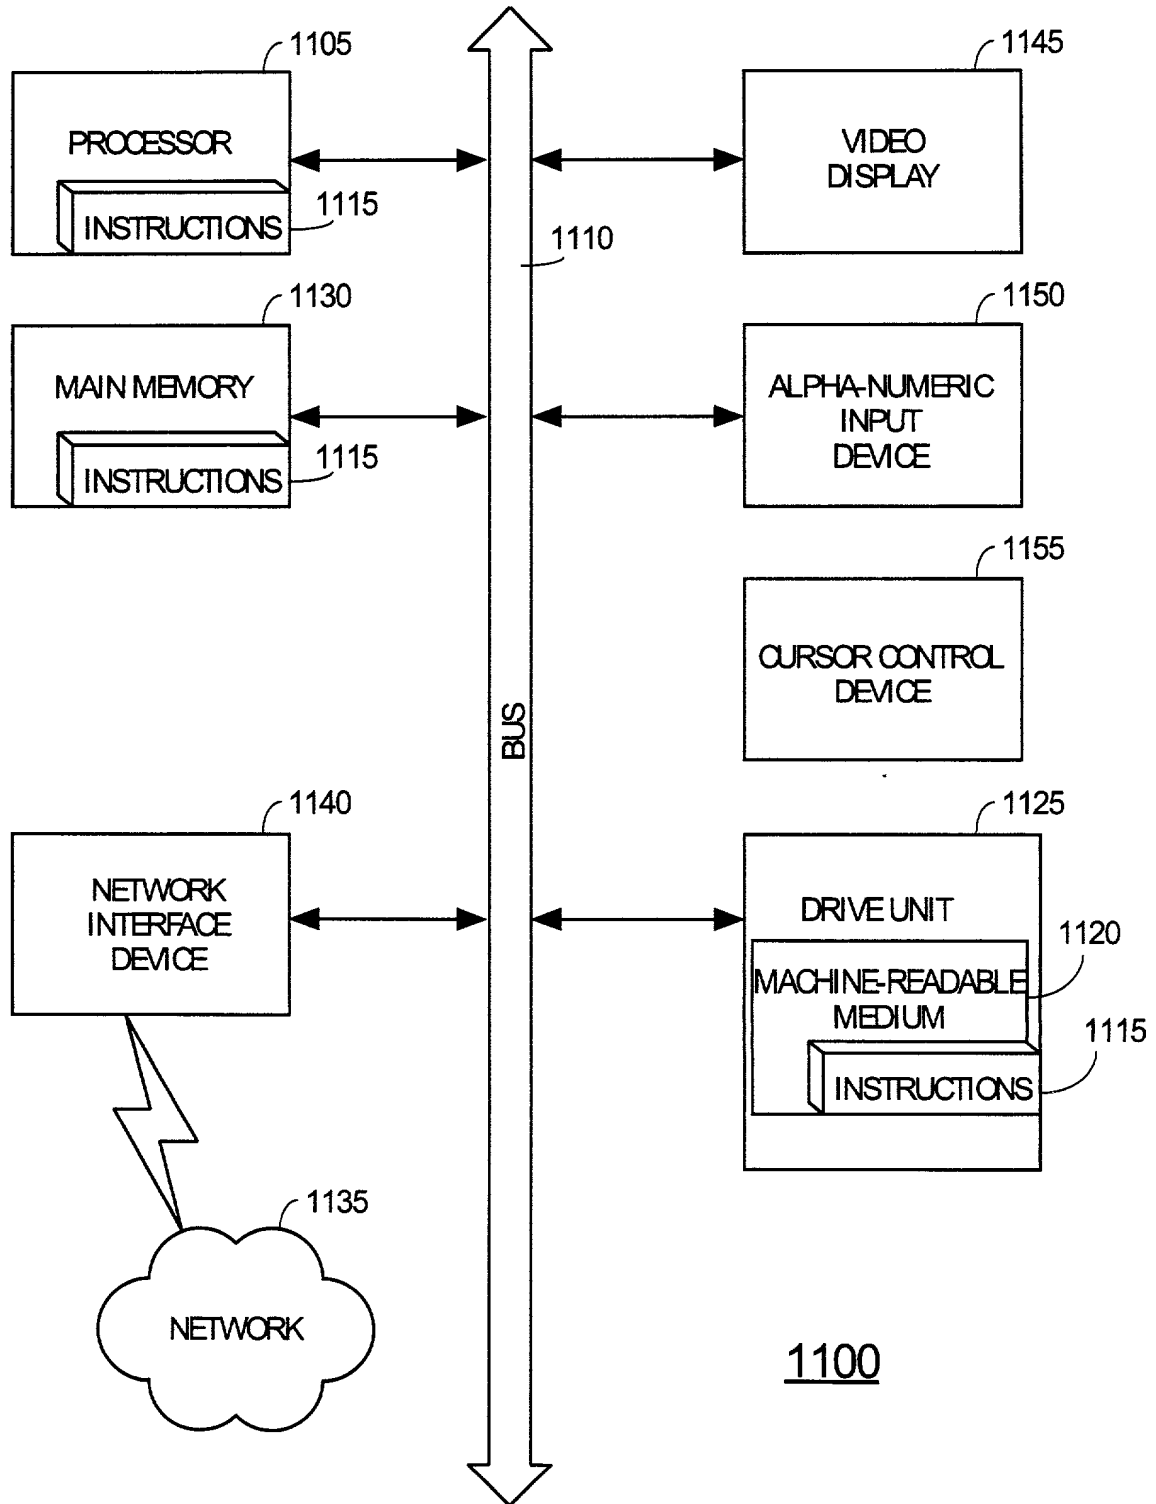 1105
PROCESSOR
INSTRUCTIONS
1115
1130
MAIN MEMORY
INSTRUCTIONS
1115
1140
NETWORK
INTERFACE
DEVICE
1135
NETWORK
1110
BUS
1145
VIDEO
DISPLAY
1150
ALPHA-NUMERIC
INPUT
DEVICE
1155
CURSOR CONTROL
DEVICE
1125
DRIVE UNIT
1120
MACHINE-READABLE
MEDIUM
1115
INSTRUCTIONS
1100